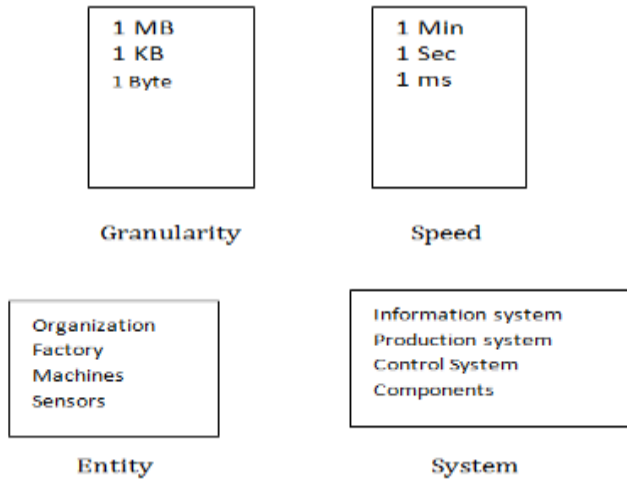 1 MB
1 KB
1 Byte
Granularity
1 Min
1 Sec
1 ms
Speed
Organization
Factory
Machines
Sensors
Entity
Information system
Production system
Control System
Components
System